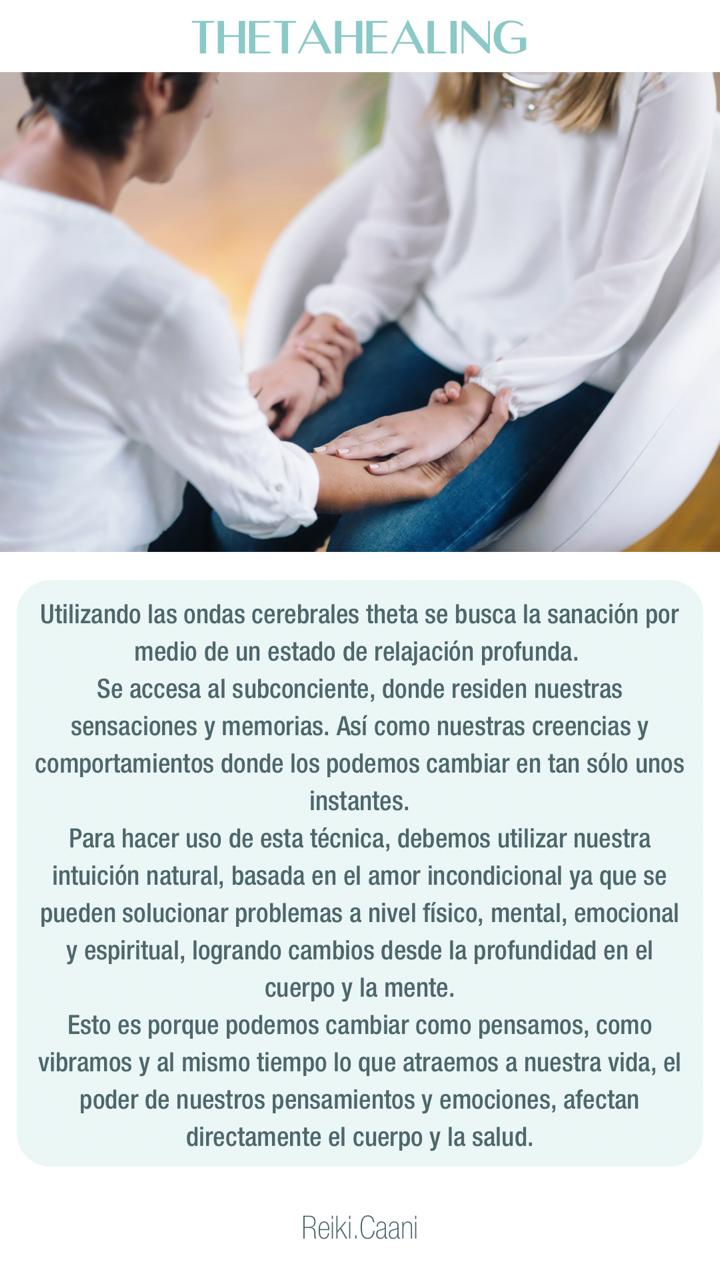 THETAHEALING
Utilizando las ondas cerebrales theta se busca la sanación por
medio de un estado de relajación profunda.
Se accesa al subconciente, donde residen nuestras
sensaciones y memorias. Así como nuestras creencias y
comportamientos donde los podemos cambiar en tan sólo unos
instantes.
Para hacer uso de esta técnica, debemos utilizar nuestra
intuición natural, basada en el amor incondicional ya que se
pueden solucionar problemas a nivel físico, mental, emocional
y espiritual, logrando cambios desde la profundidad en el
cuerpo y la mente.
Esto es porque podemos cambiar como pensamos, como
vibramos y al mismo tiempo lo que atraemos a nuestra vida, el
poder de nuestros pensamientos y emociones, afectan
directamente el cuerpo y la salud.
Reiki.Caani